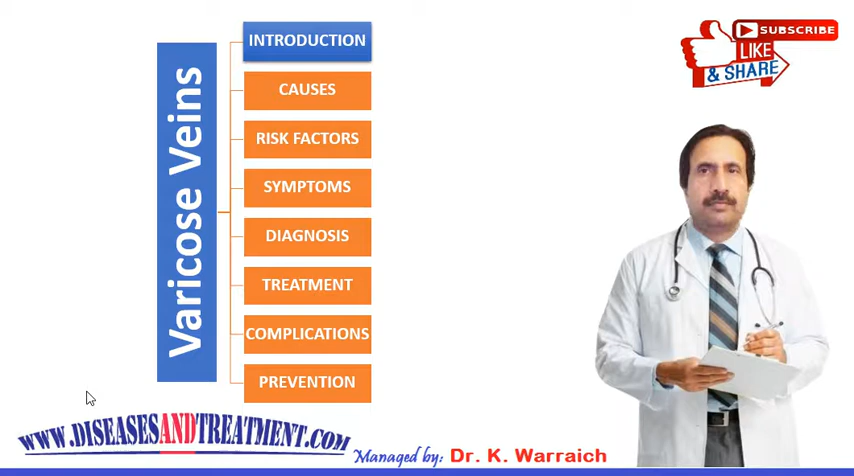 SUBSCRIBE
LIKE
& SHARE
Varicose Veins
INTRODUCTION
CAUSES
RISK FACTORS
SYMPTOMS
DIAGNOSIS
TREATMENT
COMPLICATIONS
PREVENTION
WWW.DISEASESANDTREATMENT.COM
Managed by: Dr. K. Warraich